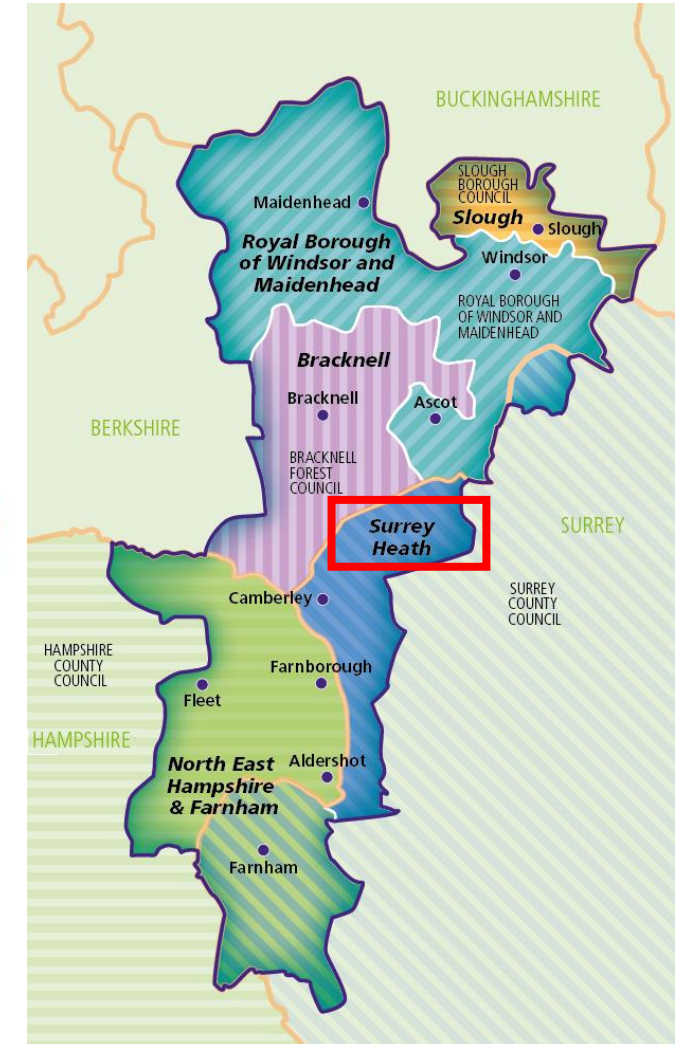 BUCKINGHAMSHIRE
SLOUGH
BOROUGH
COUNCIL
Slough
Slough
Maidenhead
Royal Borough
of Windsor and
Maidenhead
Windsor
ROYAL BOROUGH
OF WINDSOR AND
MAIDENHEAD
Bracknell
Bracknell
Ascot
BERKSHIRE
BRACKNELL
FOREST
COUNCIL
Surrey
Heath
SURREY
SURREY
COUNTY
COUNCIL
Camberley
HAMPSHIRE
COUNTY
COUNCIL
Farnborough
Fleet
HAMPSHIRE
Aldershot
North East
Hampshire
& Farnham
Farnham